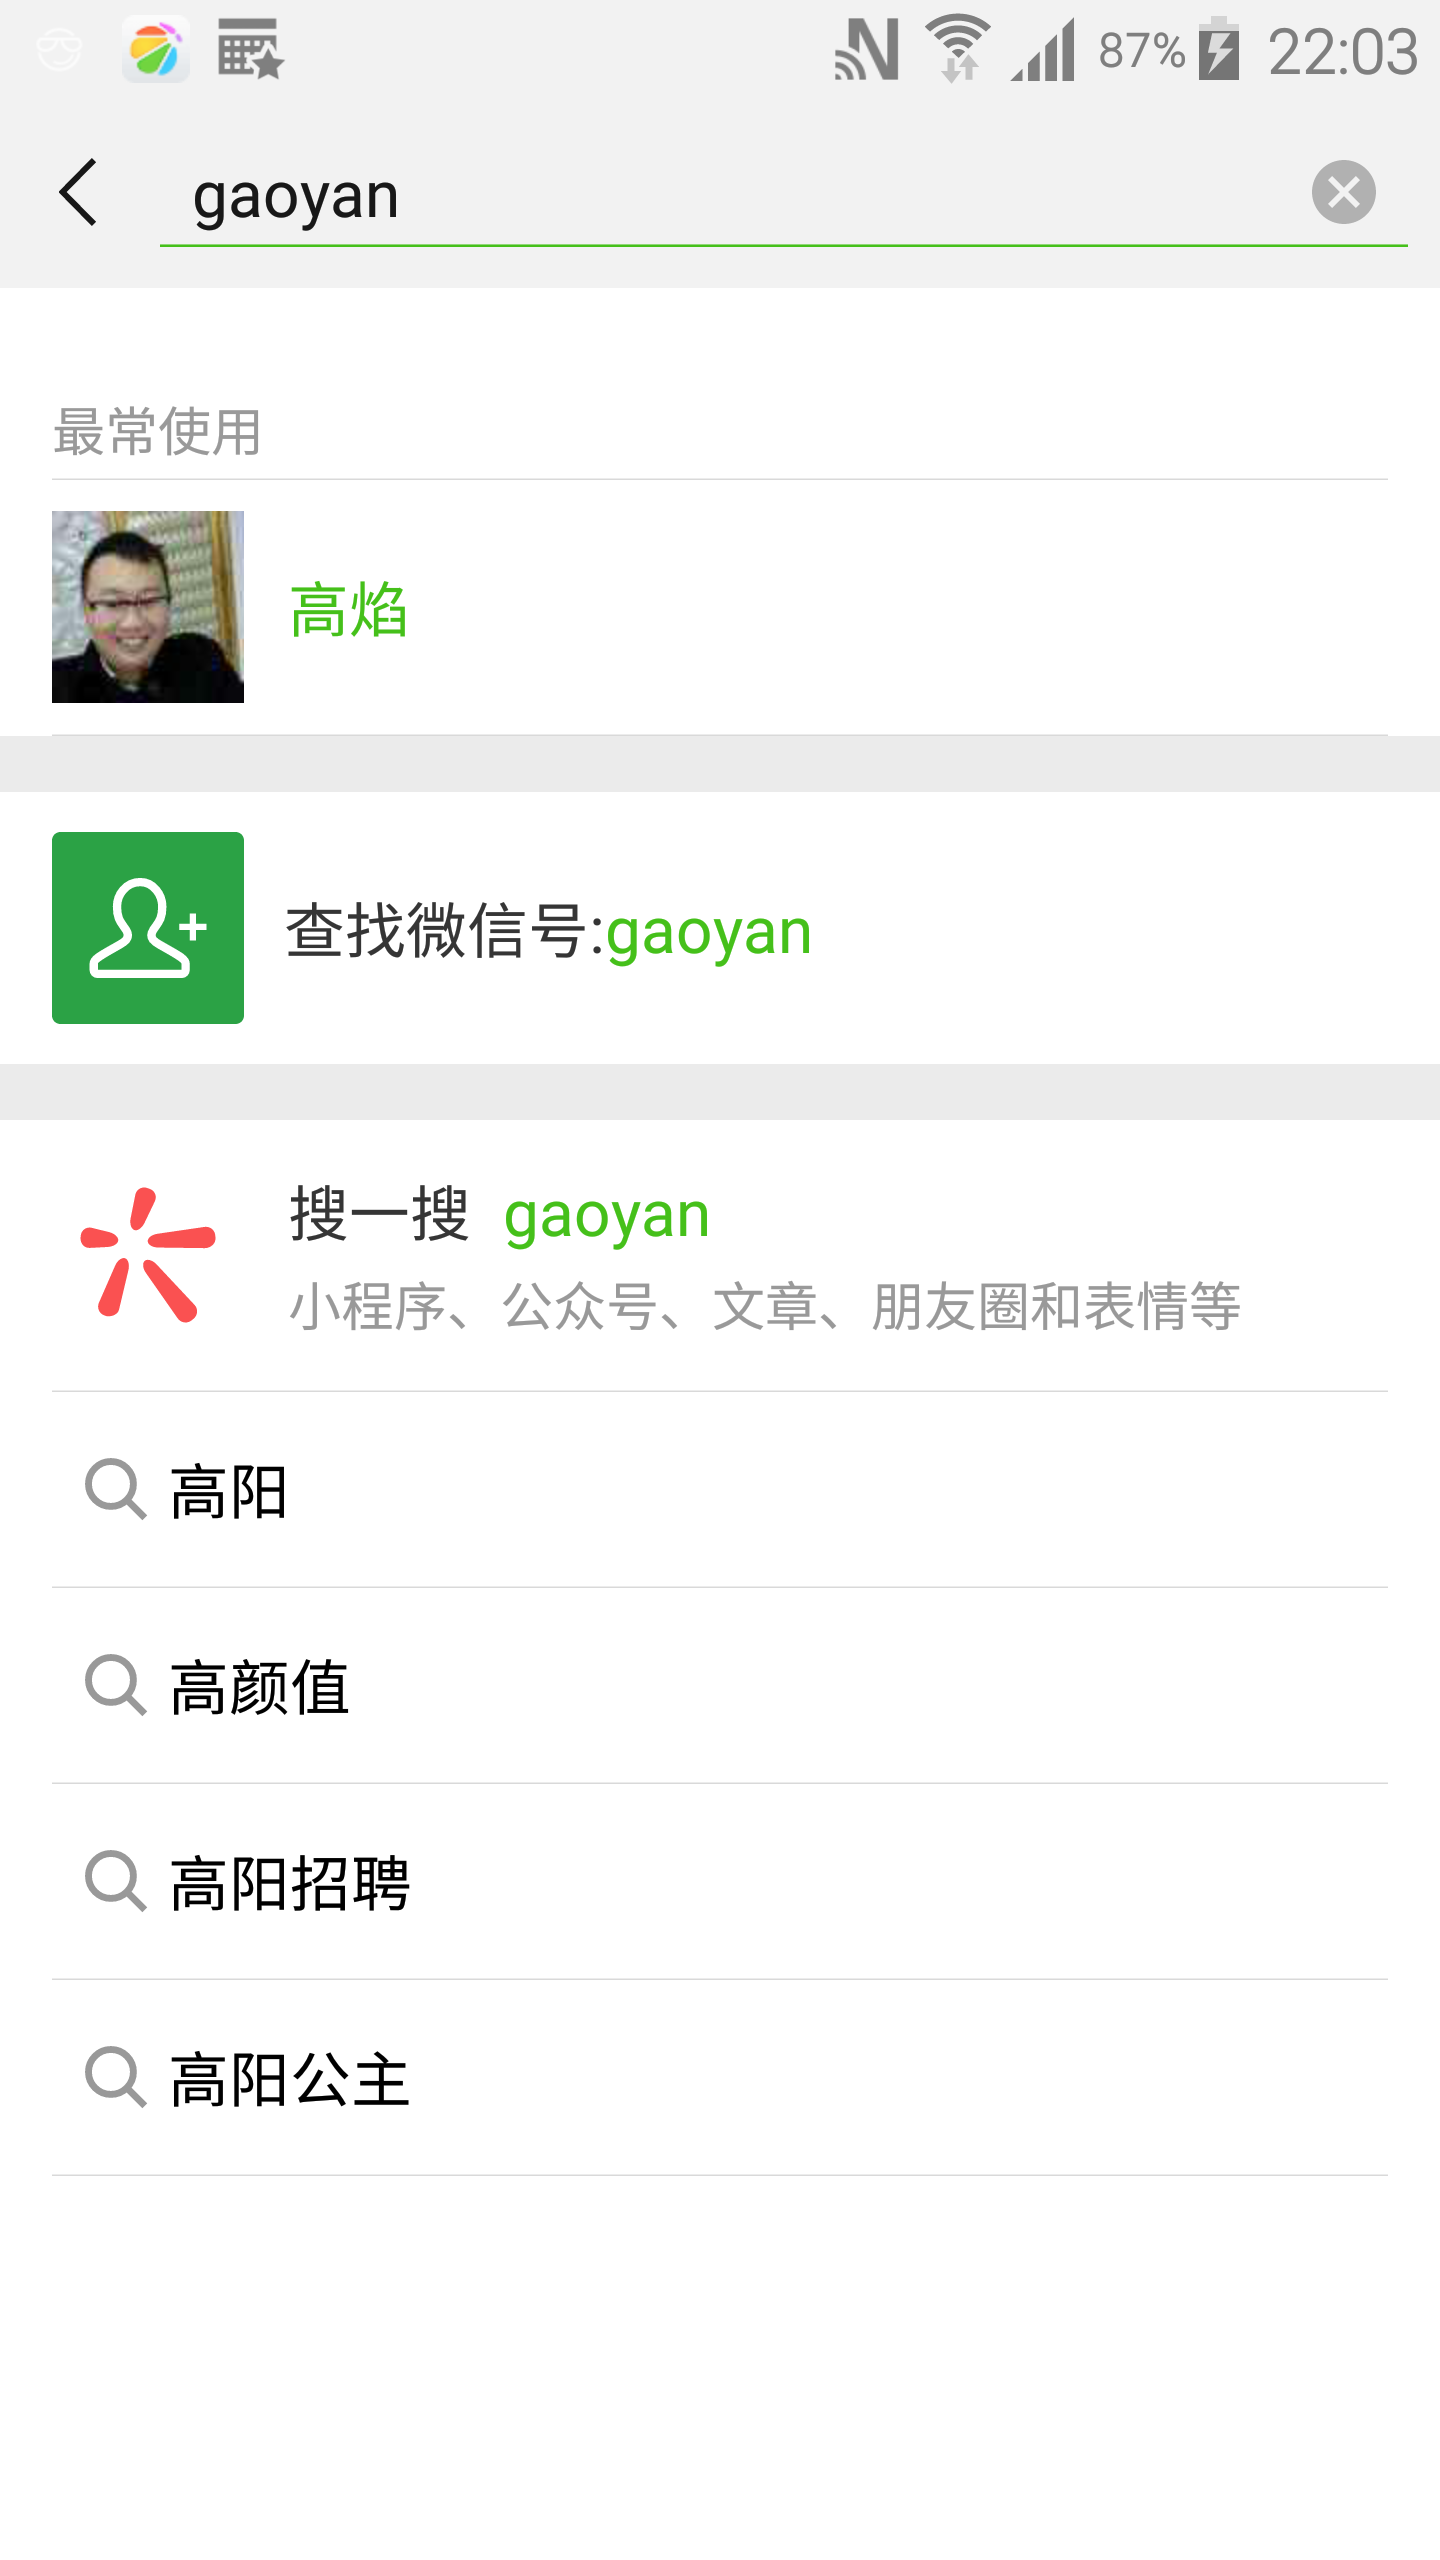 87% 22:03
gaoyan
最常使用
高焰
查找微信号:gaoyan
搜一搜 gaoyan
小程序、公众号、文章、朋友圈和表情等
高阳
高颜值
高阳招聘
高阳公主